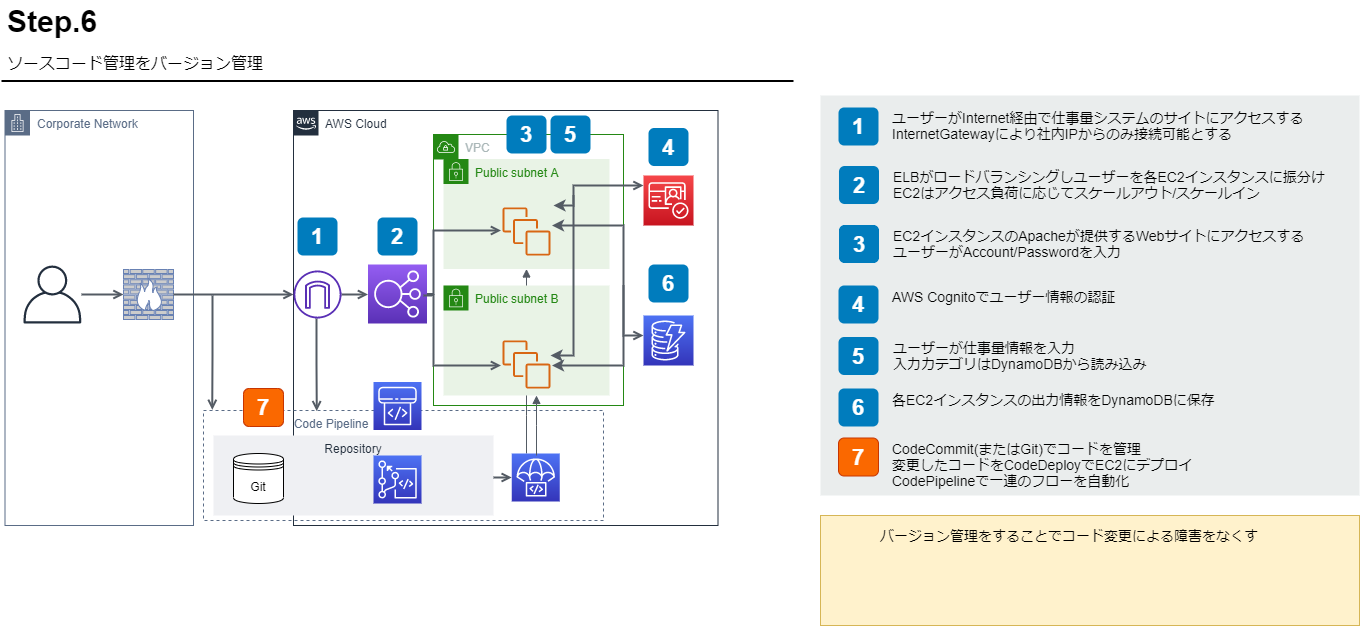 Step.6
ソースコード管理をバージョン管理
Corporate Network
aws
AWS Cloud
VPC
3
5
4
Public subnet A
1
2
6
Public subnet B
7
Code Pipeline
Repository
Git
1
ユーザーがInternet経由で仕事量システムのサイトにアクセスする
InternetGatewayにより社内IPからのみ接続可能とする
2
ELBがロードバランシングしユーザーを各EC2インスタンスに振分け
EC2はアクセス負荷に応じてスケールアウト/スケールイン
3
EC2インスタンスのApacheが提供するWebサイトにアクセスする
ユーザーがAccount/Passwordを入力
4
AWS Cognitoでユーザー情報の認証
5
ユーザーが仕事量情報を入力
入力カテゴリはDynamoDBから読み込み
6
各EC2インスタンスの出力情報をDynamoDBに保存
7
CodeCommit(またはGit)でコードを管理
変更したコードをCodeDeployでEC2にデプロイ
CodePipelineで一連のフローを自動化
バージョン管理をすることでコード変更による障害をなくす